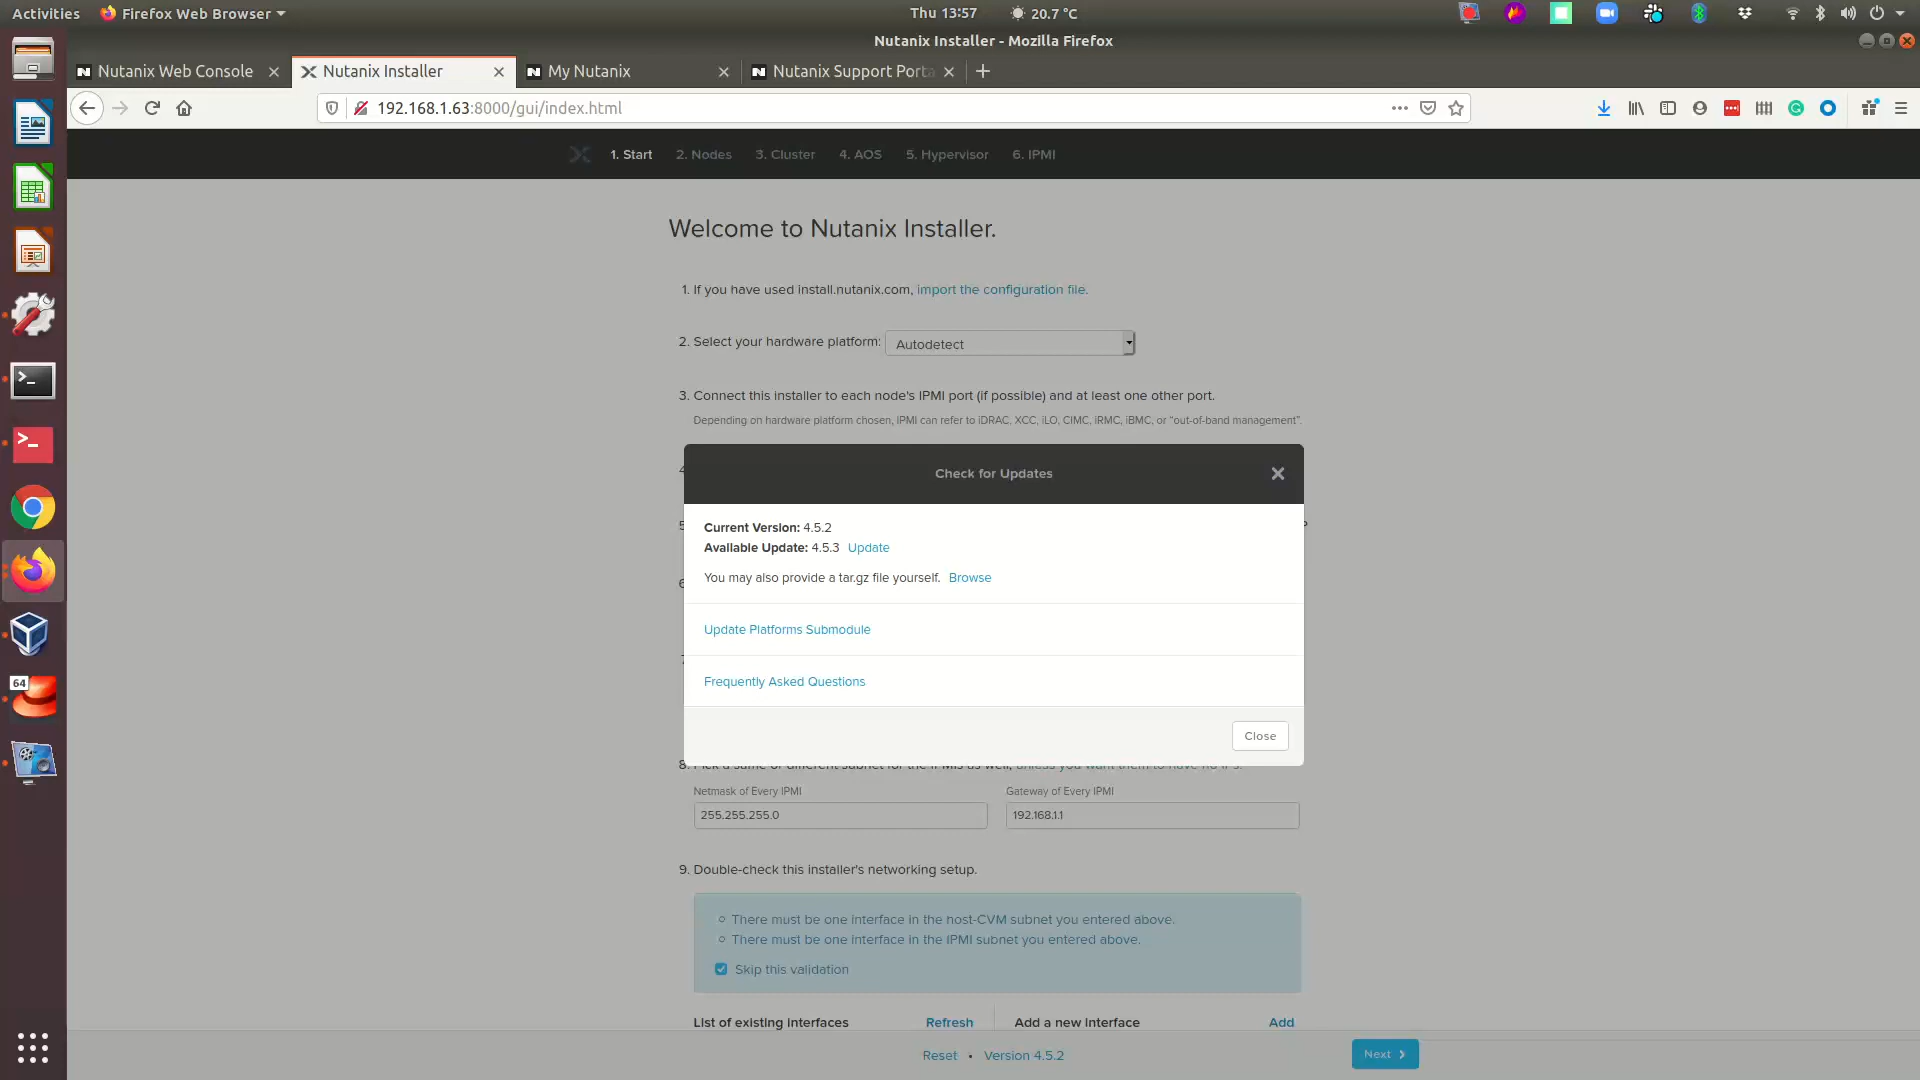 Activities
Firefox Web Browser
Thu 13:57
20.7 °C
Nutanix Installer - Mozilla Firefox
Nutanix Web Console
Nutanix Installer
My Nutanix
Nutanix Support Porta
192.168.1.63:8000/gui/index.html
1. Start
2. Nodes
3. Cluster
4. AOS
5. Hypervisor
6. IPMI
Welcome to Nutanix Installer.
1. If you have used install.nutanix.com, import the configuration file.
2. Select your hardware platform: Autodetect
3. Connect this installer to each node's IPMI port (if possible) and at least one other port.
Depending on hardware platform chosen, IPMI can refer to iDRAC, XCC, iLO, CIMC, iRMC, iBMC, or "out-of-band management".
Check for Updates
Current Version: 4.5.2
Available Update: 4.5.3 Update
You may also provide a tar.gz file yourself. Browse
Update Platforms Submodule
Frequently Asked Questions
Close
8. Pick a same or different subnet for the IPMIs as well, unless you want them to have no IPs.
Netmask of Every IPMI
Gateway of Every IPMI
255.255.255.0
192.168.1.1
9. Double-check this installer's networking setup.
There must be one interface in the host-CVM subnet you entered above.
There must be one interface in the IPMI subnet you entered above.
Skip this validation
List of existing interfaces
Refresh
Add a new interface
Add
Reset • Version 4.5.2
Next
64